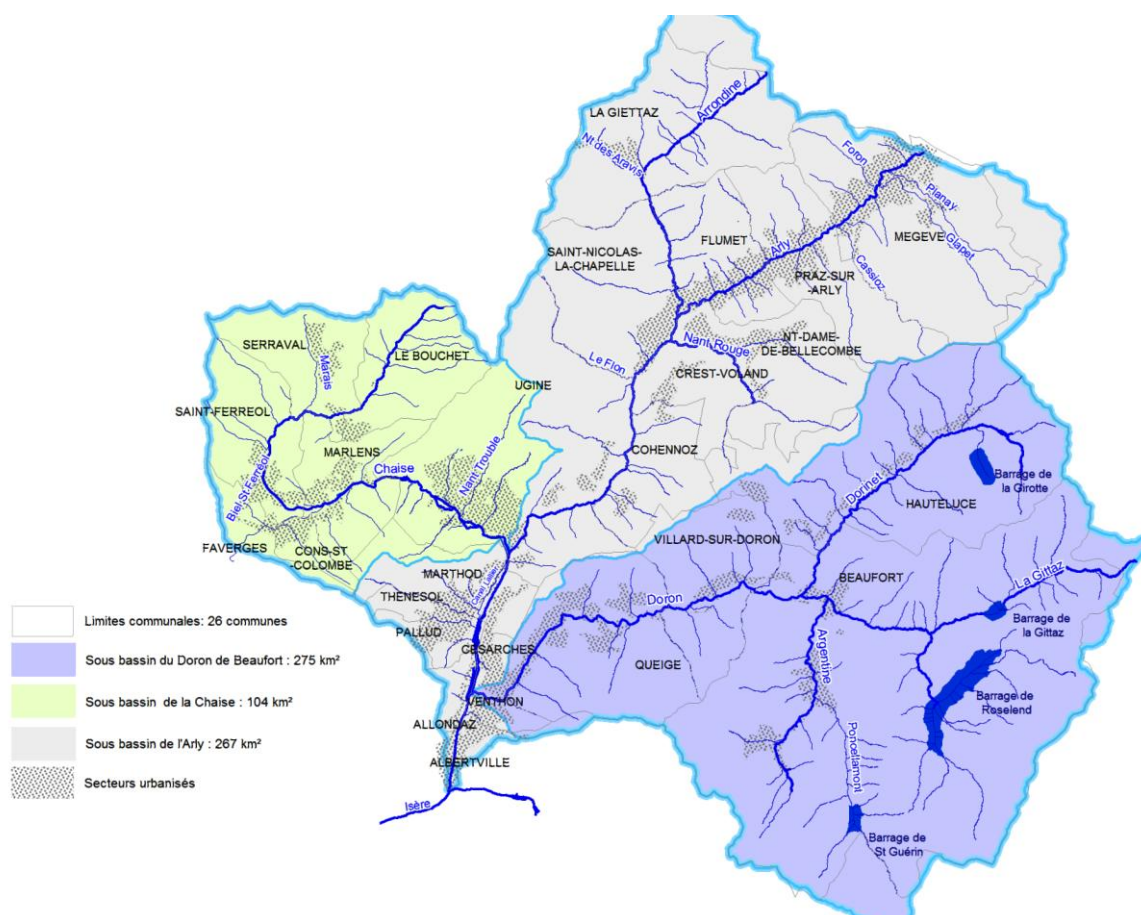 LA GIETTAZ
Arrondine
Nt des Aravis
Foron
Planay
Glapet
MEGEVE
FLUMET
Arly
SAINT-NICOLAS-
LA-CHAPELLE
PRAZ-SUR
-ARLY
Cassioz
Nant Rouge
NT-DAME-
DE-BELLECOMBE
Le Flon
CREST-VOLAND
SERRAVAL
Marais
LE BOUCHET
UGINE
SAINT-FERREOL
MARLENS
Chaise
Nant Trouble
COHENNOZ
Biel St-Ferréol
FAVERGES
CONS-ST
-COLOMBE
Dorinet
Barrage de
la Girotte
HAUTELUCE
VILLARD-SUR-DORON
MARTHOD
THENESOL
PALLUD
CESARCHES
Doron
BEAUFORT
La Gittaz
Barrage de
la Gittaz
Argentine
QUEIGE
Barrage de
Roselend
VENTHON
ALLONDAZ
ALBERTVILLE
Isère
Poncellamont
Barrage de
St Guérin
Limites communales: 26 communes
Sous bassin du Doron de Beaufort : 275 km²
Sous bassin de la Chaise : 104 km²
Sous bassin de l'Arly : 267 km²
Secteurs urbanisés